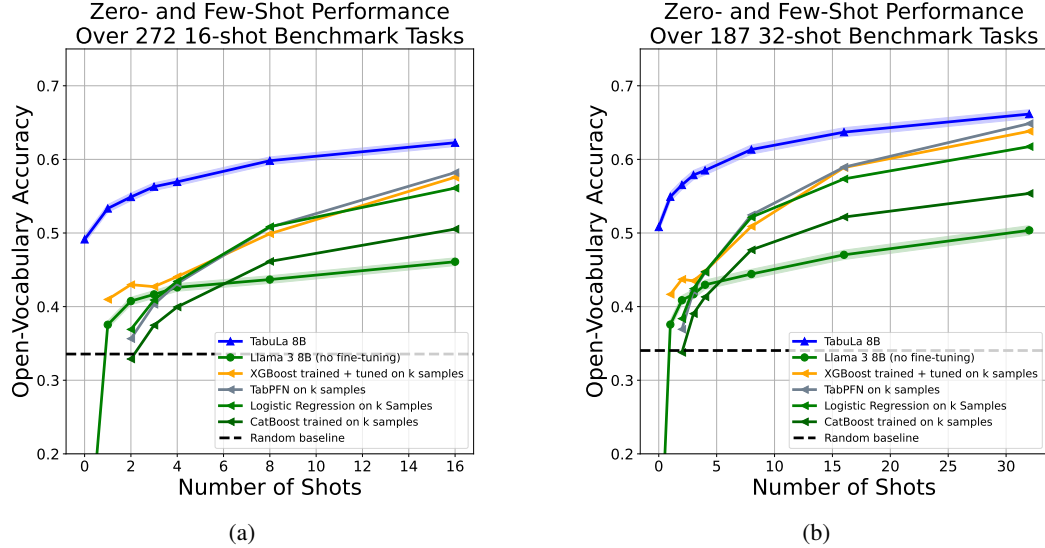 Zero- and Few-Shot Performance
Over 272 16-shot Benchmark Tasks
Open-Vocabulary Accuracy
0.7
0.6
0.5
0.4
0.3
0.2
TabuLa 8B
Llama 3 8B (no fine-tuning)
XGBoost trained + tuned on k samples
TabPFN on k samples
Logistic Regression on k Samples
CatBoost trained on k samples
Random baseline
0 2 4 6 8 10 12 14 16
Number of Shots
(a)
Zero- and Few-Shot Performance
Over 187 32-shot Benchmark Tasks
Open-Vocabulary Accuracy
0.7
0.6
0.5
0.4
0.3
0.2
TabuLa 8B
Llama 3 8B (no fine-tuning)
XGBoost trained + tuned on k samples
TabPFN on k samples
Logistic Regression on k Samples
CatBoost trained on k samples
Random baseline
0 5 10 15 20 25 30
Number of Shots
(b)